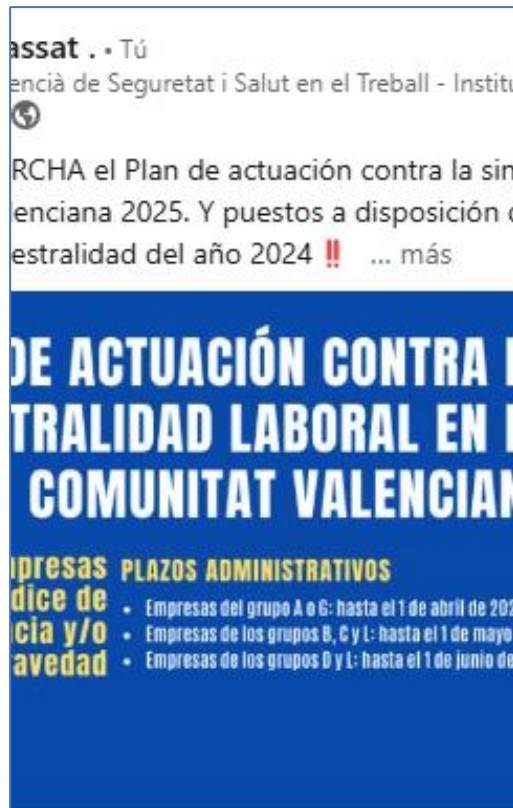 assat . • Tú
encià de Seguretat i Salut en el Treball - Institu
RCHA el Plan de actuación contra la sin
lenciana 2025. Y puestos a disposición
estralidad del año 2024 ‼ ... más
DE ACTUACIÓN CONTRA
TRALIDAD LABORAL EN
COMUNITAT VALENCIAN
mpresas
dice de
cia y/o
avedad
PLAZOS ADMINISTRATIVOS
• Empresas del grupo A o G: hasta el 1 de abril de 202
• Empresas de los grupos B, C y L: hasta el 1 de mayo
• Empresas de los grupos D y L: hasta el 1 de junio de